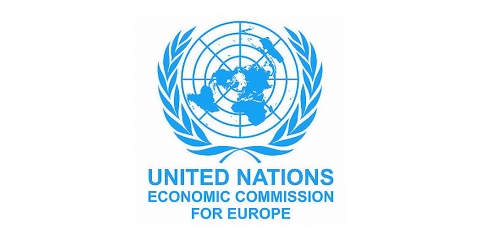 UNITED NATIONS
ECONOMIC COMMISSION
FOR EUROPE